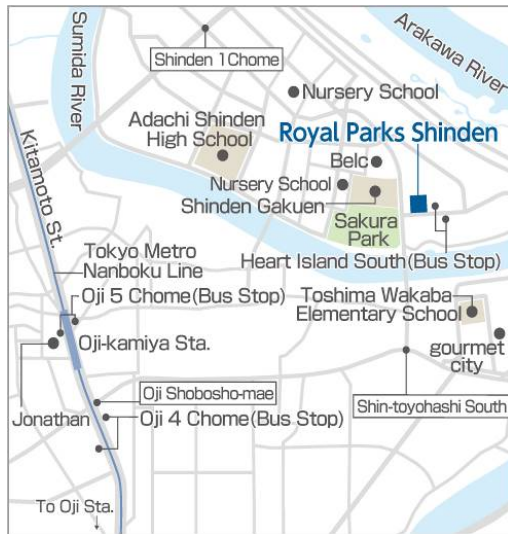 Sumida River
Arakawa River
Shinden 1Chome
Nursery School
Adachi Shinden
High School
Royal Parks Shinden
Belc
Nursery School
Shinden Gakuen
Sakura
Park
Kitamoto St.
Tokyo Metro
Nanboku Line
Heart Island South(Bus Stop)
Oji 5 Chome(Bus Stop)
Toshima Wakaba
Elementary School
Oji-kamiya Sta.
gourmet
city
Jonathan
Oji Shobosho-mae
Shin-toyohashi South
Oji 4 Chome(Bus Stop)
To Oji Sta.